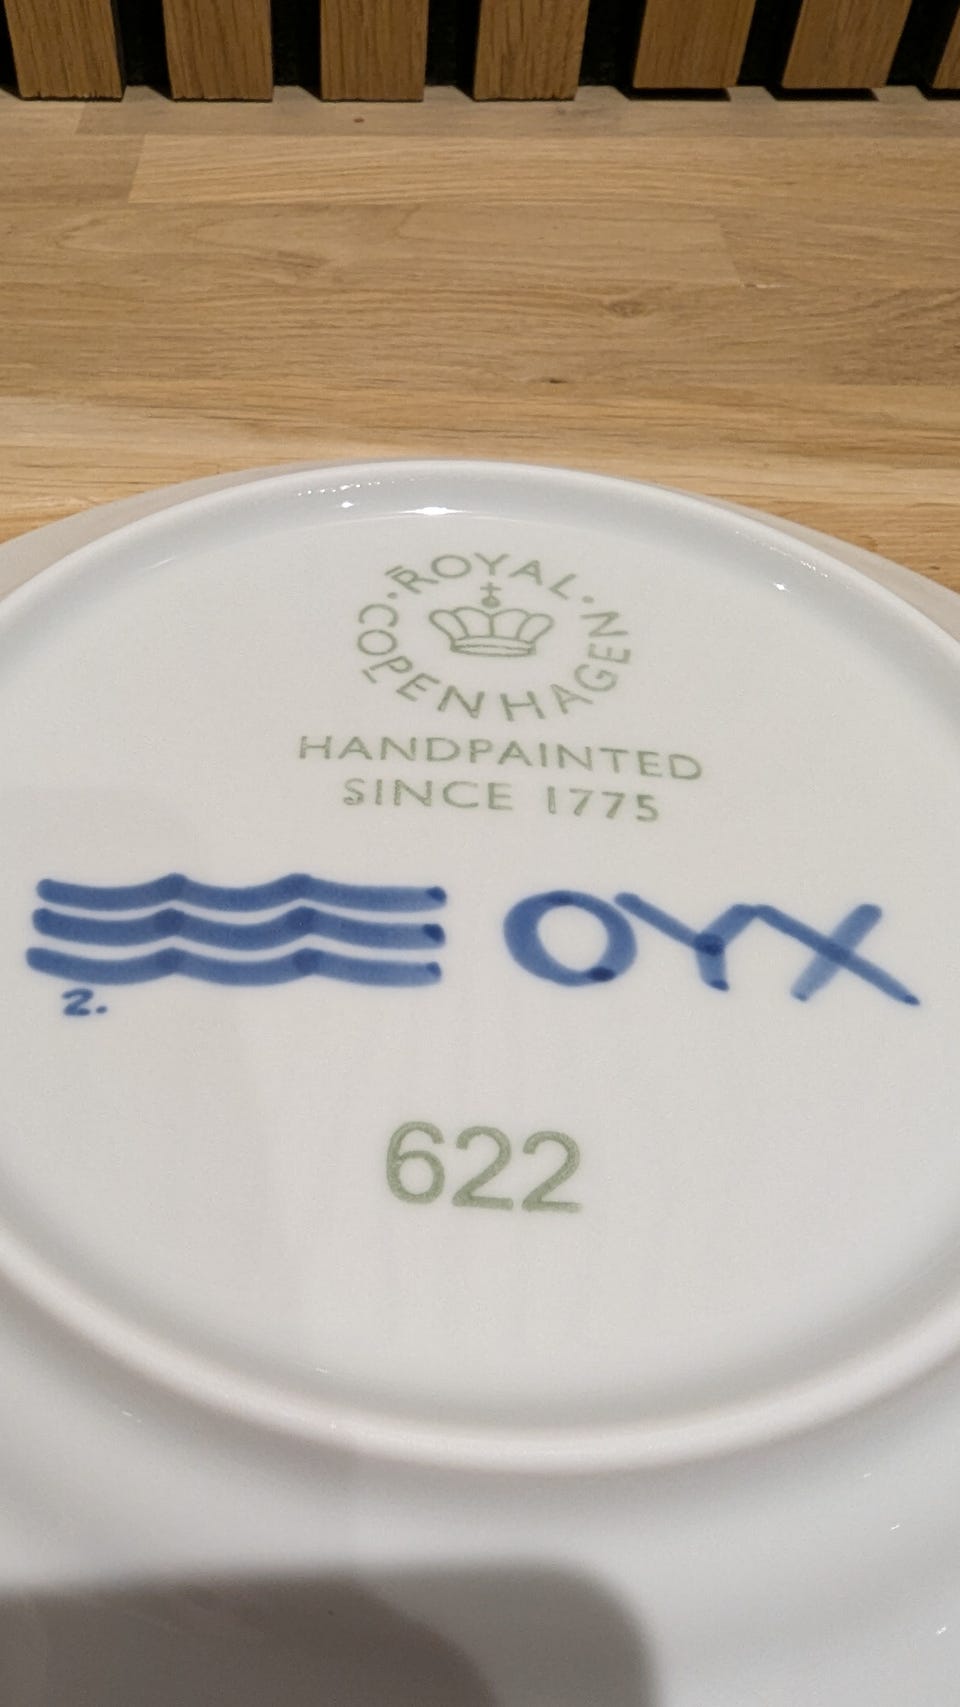 ROYAL · COPENHAGEN ·
HANDPAINTED
SINCE 1775
OYX
2.
622